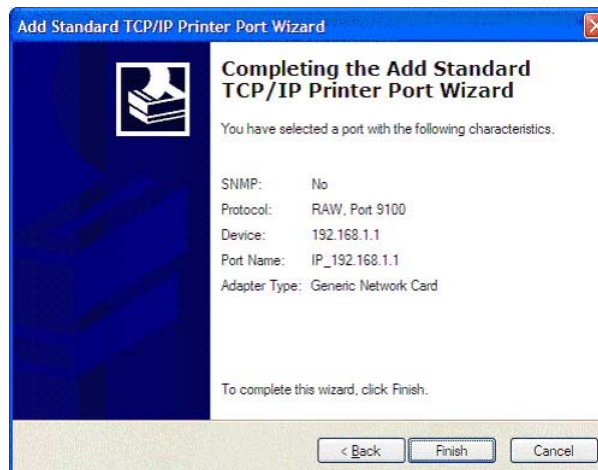 Add Standard TCP/IP Printer Port Wizard
Completing the Add Standard
TCP/IP Printer Port Wizard
You have selected a port with the following characteristics.
SNMP: No
Protocol: RAW, Port 9100
Device: 192.168.1.1
Port Name: IP_192.168.1.1
Adapter Type: Generic Network Card
To complete this wizard, click Finish.
< Back Finish Cancel